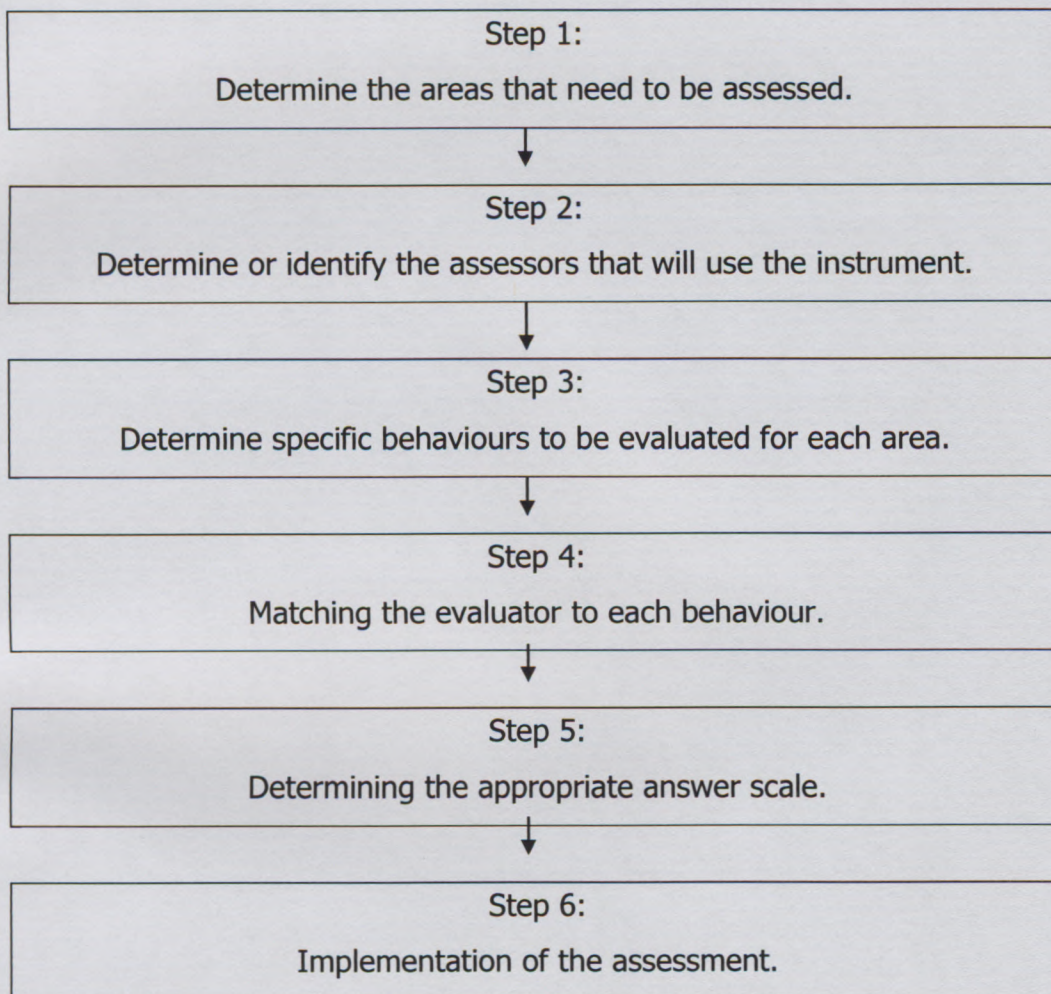 Step 1:
Determine the areas that need to be assessed.
Step 2:
Determine or identify the assessors that will use the instrument.
Step 3:
Determine specific behaviours to be evaluated for each area.
Step 4:
Matching the evaluator to each behaviour.
Step 5:
Determining the appropriate answer scale.
Step 6:
Implementation of the assessment.